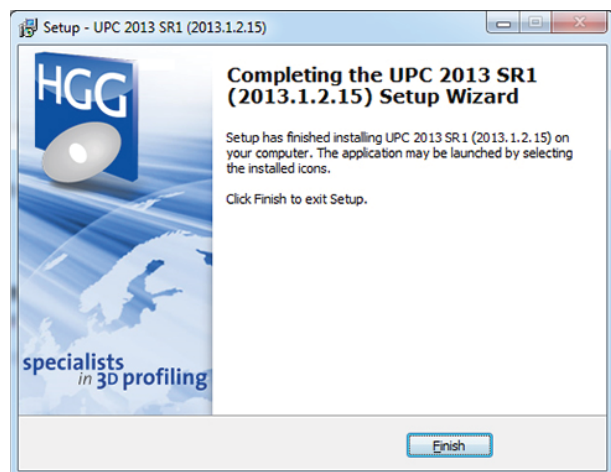 Setup - UPC 2013 SR1 (2013.1.2.15)
HGG
Completing the UPC 2013 SR1
(2013.1.2.15) Setup Wizard
Setup has finished installing UPC 2013 SR1 (2013.1.2.15) on
your computer. The application may be launched by selecting
the installed icons.
Click Finish to exit Setup.
specialists
in 3D profiling
Finish